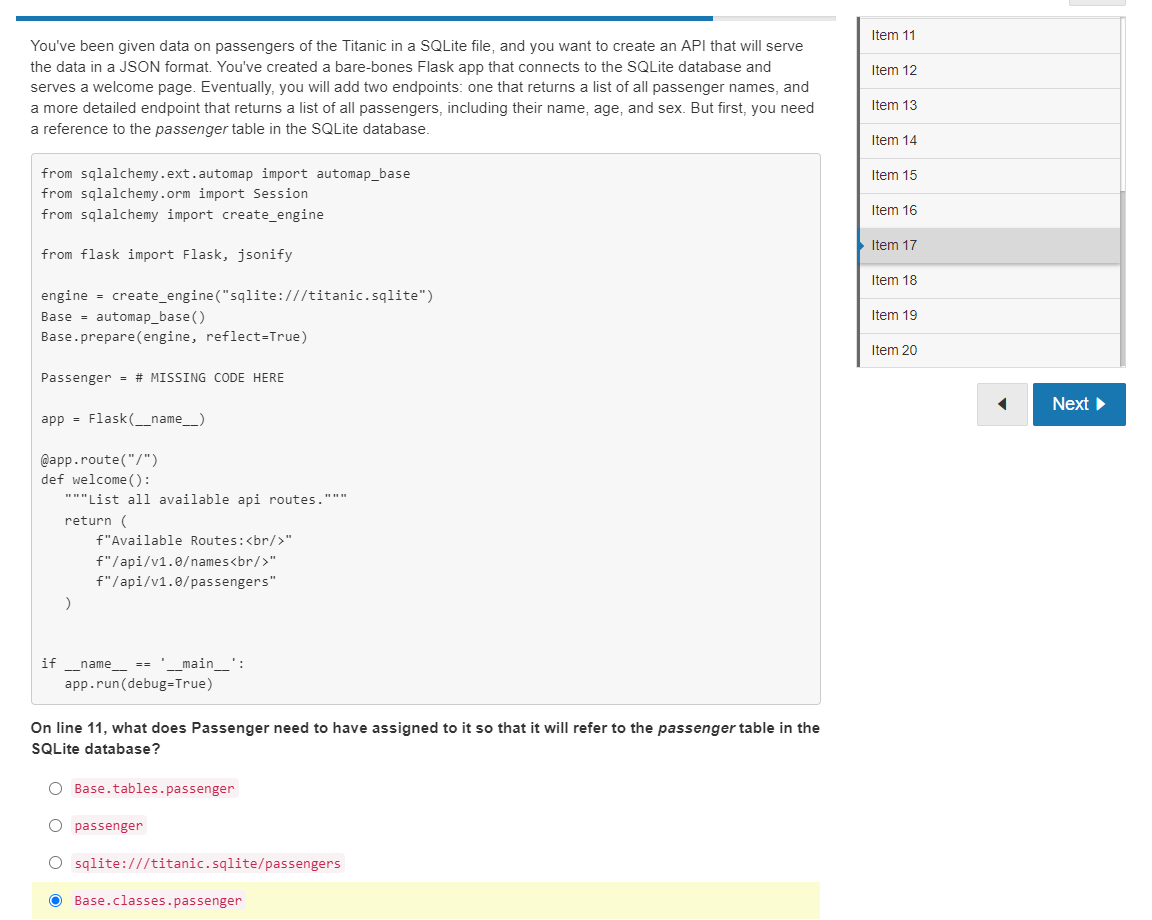 You've been given data on passengers of the Titanic in a SQLite file, and you want to create an API that will serve
the data in a JSON format. You've created a bare-bones Flask app that connects to the SQLite database and
serves a welcome page. Eventually, you will add two endpoints: one that returns a list of all passenger names, and
a more detailed endpoint that returns a list of all passengers, including their name, age, and sex. But first, you need
a reference to the passenger table in the SQLite database.
from sqlalchemy.ext.automap import automap_base
from sqlalchemy.orm import Session
from sqlalchemy import create_engine
from flask import Flask, jsonify
engine = create_engine("sqlite:///titanic.sqlite")
Base = automap_base()
Base.prepare(engine, reflect=True)
Passenger = # MISSING CODE HERE
app = Flask(__name__)
@app.route("/")
def welcome():
   """List all available api routes."""
   return (
       f"Available Routes:<br/>"
       f"/api/v1.0/names<br/>"
       f"/api/v1.0/passengers"
   )
if __name__ == '__main__':
   app.run(debug=True)
On line 11, what does Passenger need to have assigned to it so that it will refer to the passenger table in the
SQLite database?
Base.tables.passenger
passenger
sqlite:///titanic.sqlite/passengers
Base.classes.passenger
Item 11
Item 12
Item 13
Item 14
Item 15
Item 16
Item 17
Item 18
Item 19
Item 20
Next